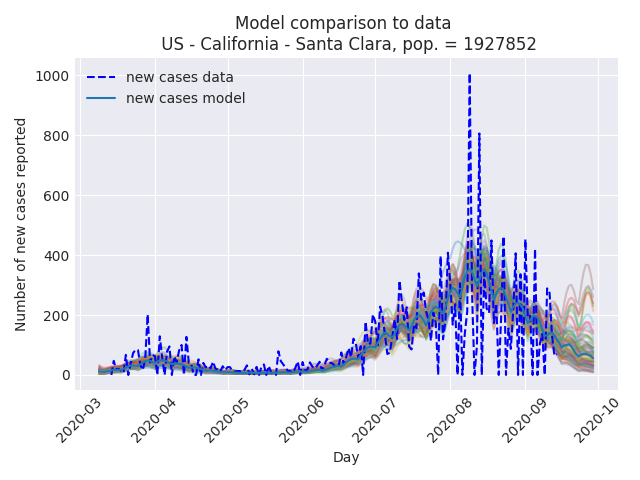 Model comparison to data
US - California - Santa Clara, pop. = 1927852
new cases data
new cases model
Number of new cases reported
1000
800
600
400
200
0
2020-03
2020-04
2020-05
2020-06
2020-07
2020-08
2020-09
2020-10
Day